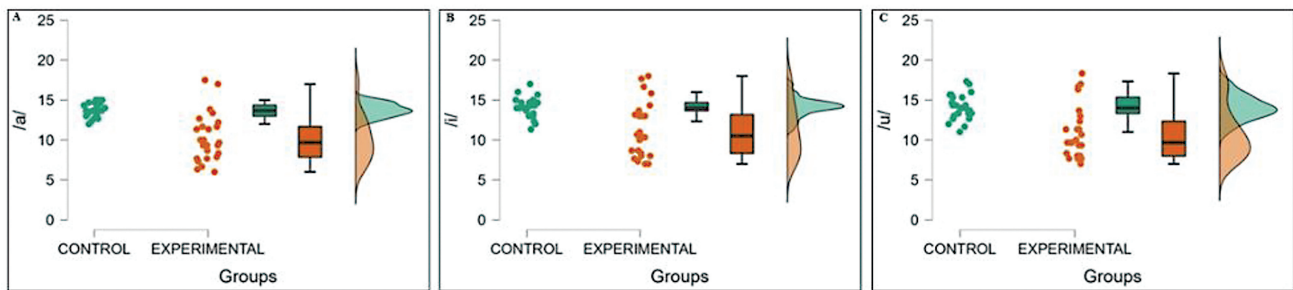 A
25
20
15
10
5
0
/a/
CONTROL EXPERIMENTAL
Groups
B
25
20
15
10
5
0
/i/
CONTROL EXPERIMENTAL
Groups
C
25
20
15
10
5
0
/u/
CONTROL EXPERIMENTAL
Groups